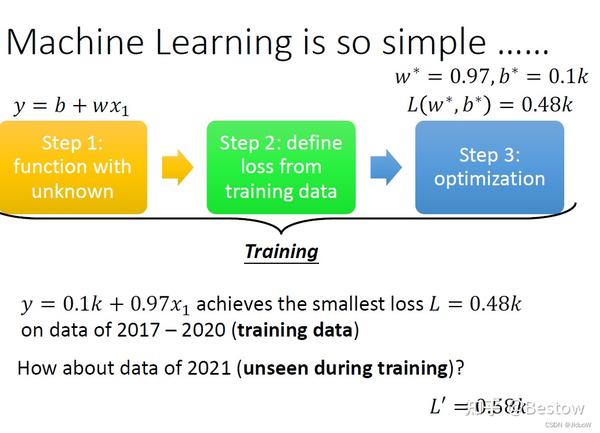 Machine Learning is so simple ……
w* = 0.97, b* = 0.1k
y = b + wx₁
L(w*, b*) = 0.48k
Step 1:
function with
unknown
Step 2: define
loss from
training data
Step 3:
optimization
Training
y = 0.1k + 0.97x₁ achieves the smallest loss L = 0.48k
on data of 2017 – 2020 (training data)
How about data of 2021 (unseen during training)?
L′ = 0.58k
知乎 @Bestow
CSDN @JiduoW